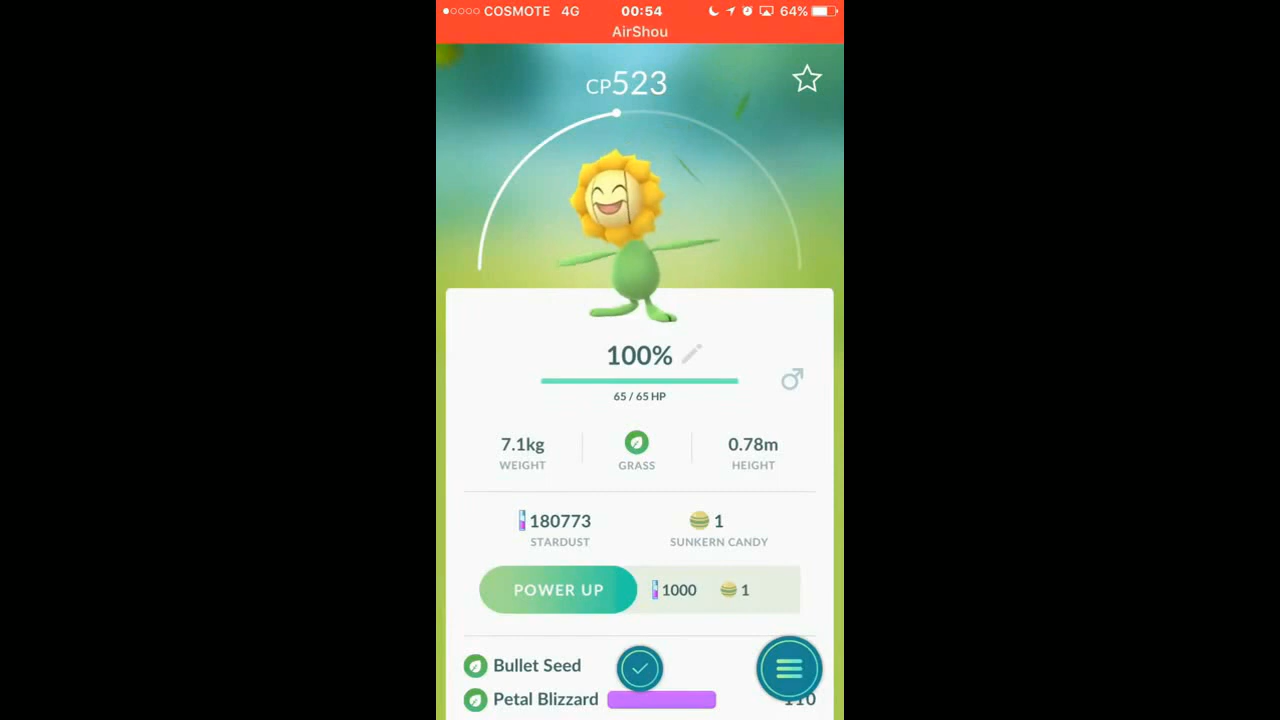 COSMOTE 4G 00:54 64%
AirShou
CP523
100%
65 / 65 HP
7.1kg 0.78m
WEIGHT GRASS HEIGHT
180773 1
STARDUST SUNKERN CANDY
POWER UP 1000 1
Bullet Seed
Petal Blizzard 110